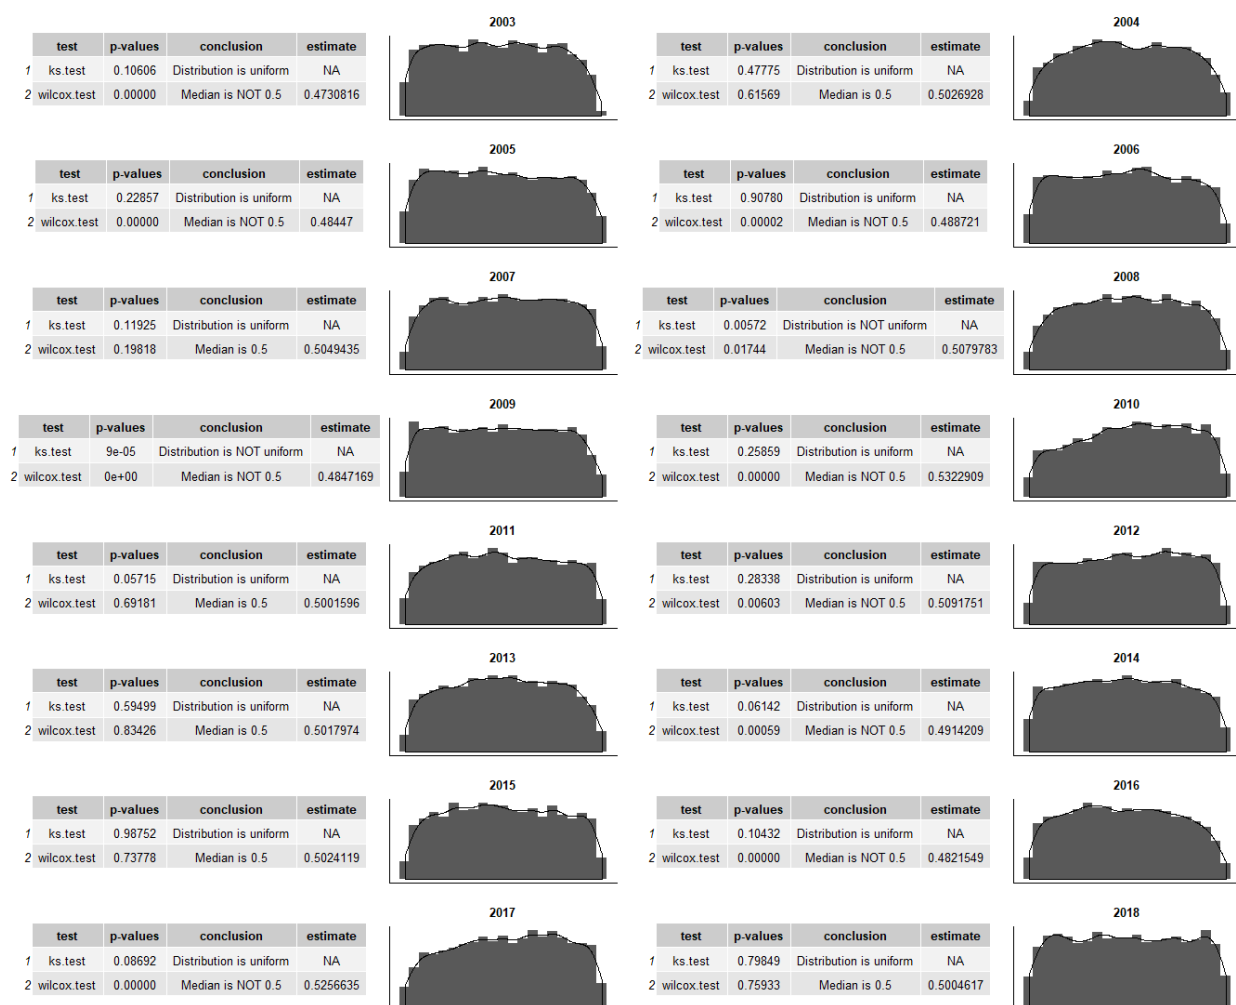 2003
test p-values conclusion estimate
1 ks.test 0.10606 Distribution is uniform NA
2 wilcox.test 0.00000 Median is NOT 0.5 0.4730816
2004
test p-values conclusion estimate
1 ks.test 0.47775 Distribution is uniform NA
2 wilcox.test 0.61569 Median is 0.5 0.5026928
2005
test p-values conclusion estimate
1 ks.test 0.22857 Distribution is uniform NA
2 wilcox.test 0.00000 Median is NOT 0.5 0.48447
2006
test p-values conclusion estimate
1 ks.test 0.90780 Distribution is uniform NA
2 wilcox.test 0.00002 Median is NOT 0.5 0.488721
2007
test p-values conclusion estimate
1 ks.test 0.11925 Distribution is uniform NA
2 wilcox.test 0.19818 Median is 0.5 0.5049435
2008
test p-values conclusion estimate
1 ks.test 0.00572 Distribution is NOT uniform NA
2 wilcox.test 0.01744 Median is NOT 0.5 0.5079783
2009
test p-values conclusion estimate
1 ks.test 9e-05 Distribution is NOT uniform NA
2 wilcox.test 0e+00 Median is NOT 0.5 0.4847169
2010
test p-values conclusion estimate
1 ks.test 0.25859 Distribution is uniform NA
2 wilcox.test 0.00000 Median is NOT 0.5 0.5322909
2011
test p-values conclusion estimate
1 ks.test 0.05715 Distribution is uniform NA
2 wilcox.test 0.69181 Median is 0.5 0.5001596
2012
test p-values conclusion estimate
1 ks.test 0.28338 Distribution is uniform NA
2 wilcox.test 0.00603 Median is NOT 0.5 0.5091751
2013
test p-values conclusion estimate
1 ks.test 0.59499 Distribution is uniform NA
2 wilcox.test 0.83426 Median is 0.5 0.5017974
2014
test p-values conclusion estimate
1 ks.test 0.06142 Distribution is uniform NA
2 wilcox.test 0.00059 Median is NOT 0.5 0.4914209
2015
test p-values conclusion estimate
1 ks.test 0.98752 Distribution is uniform NA
2 wilcox.test 0.73778 Median is 0.5 0.5024119
2016
test p-values conclusion estimate
1 ks.test 0.10432 Distribution is uniform NA
2 wilcox.test 0.00000 Median is NOT 0.5 0.4821549
2017
test p-values conclusion estimate
1 ks.test 0.08692 Distribution is uniform NA
2 wilcox.test 0.00000 Median is NOT 0.5 0.5256635
2018
test p-values conclusion estimate
1 ks.test 0.79849 Distribution is uniform NA
2 wilcox.test 0.75933 Median is 0.5 0.5004617